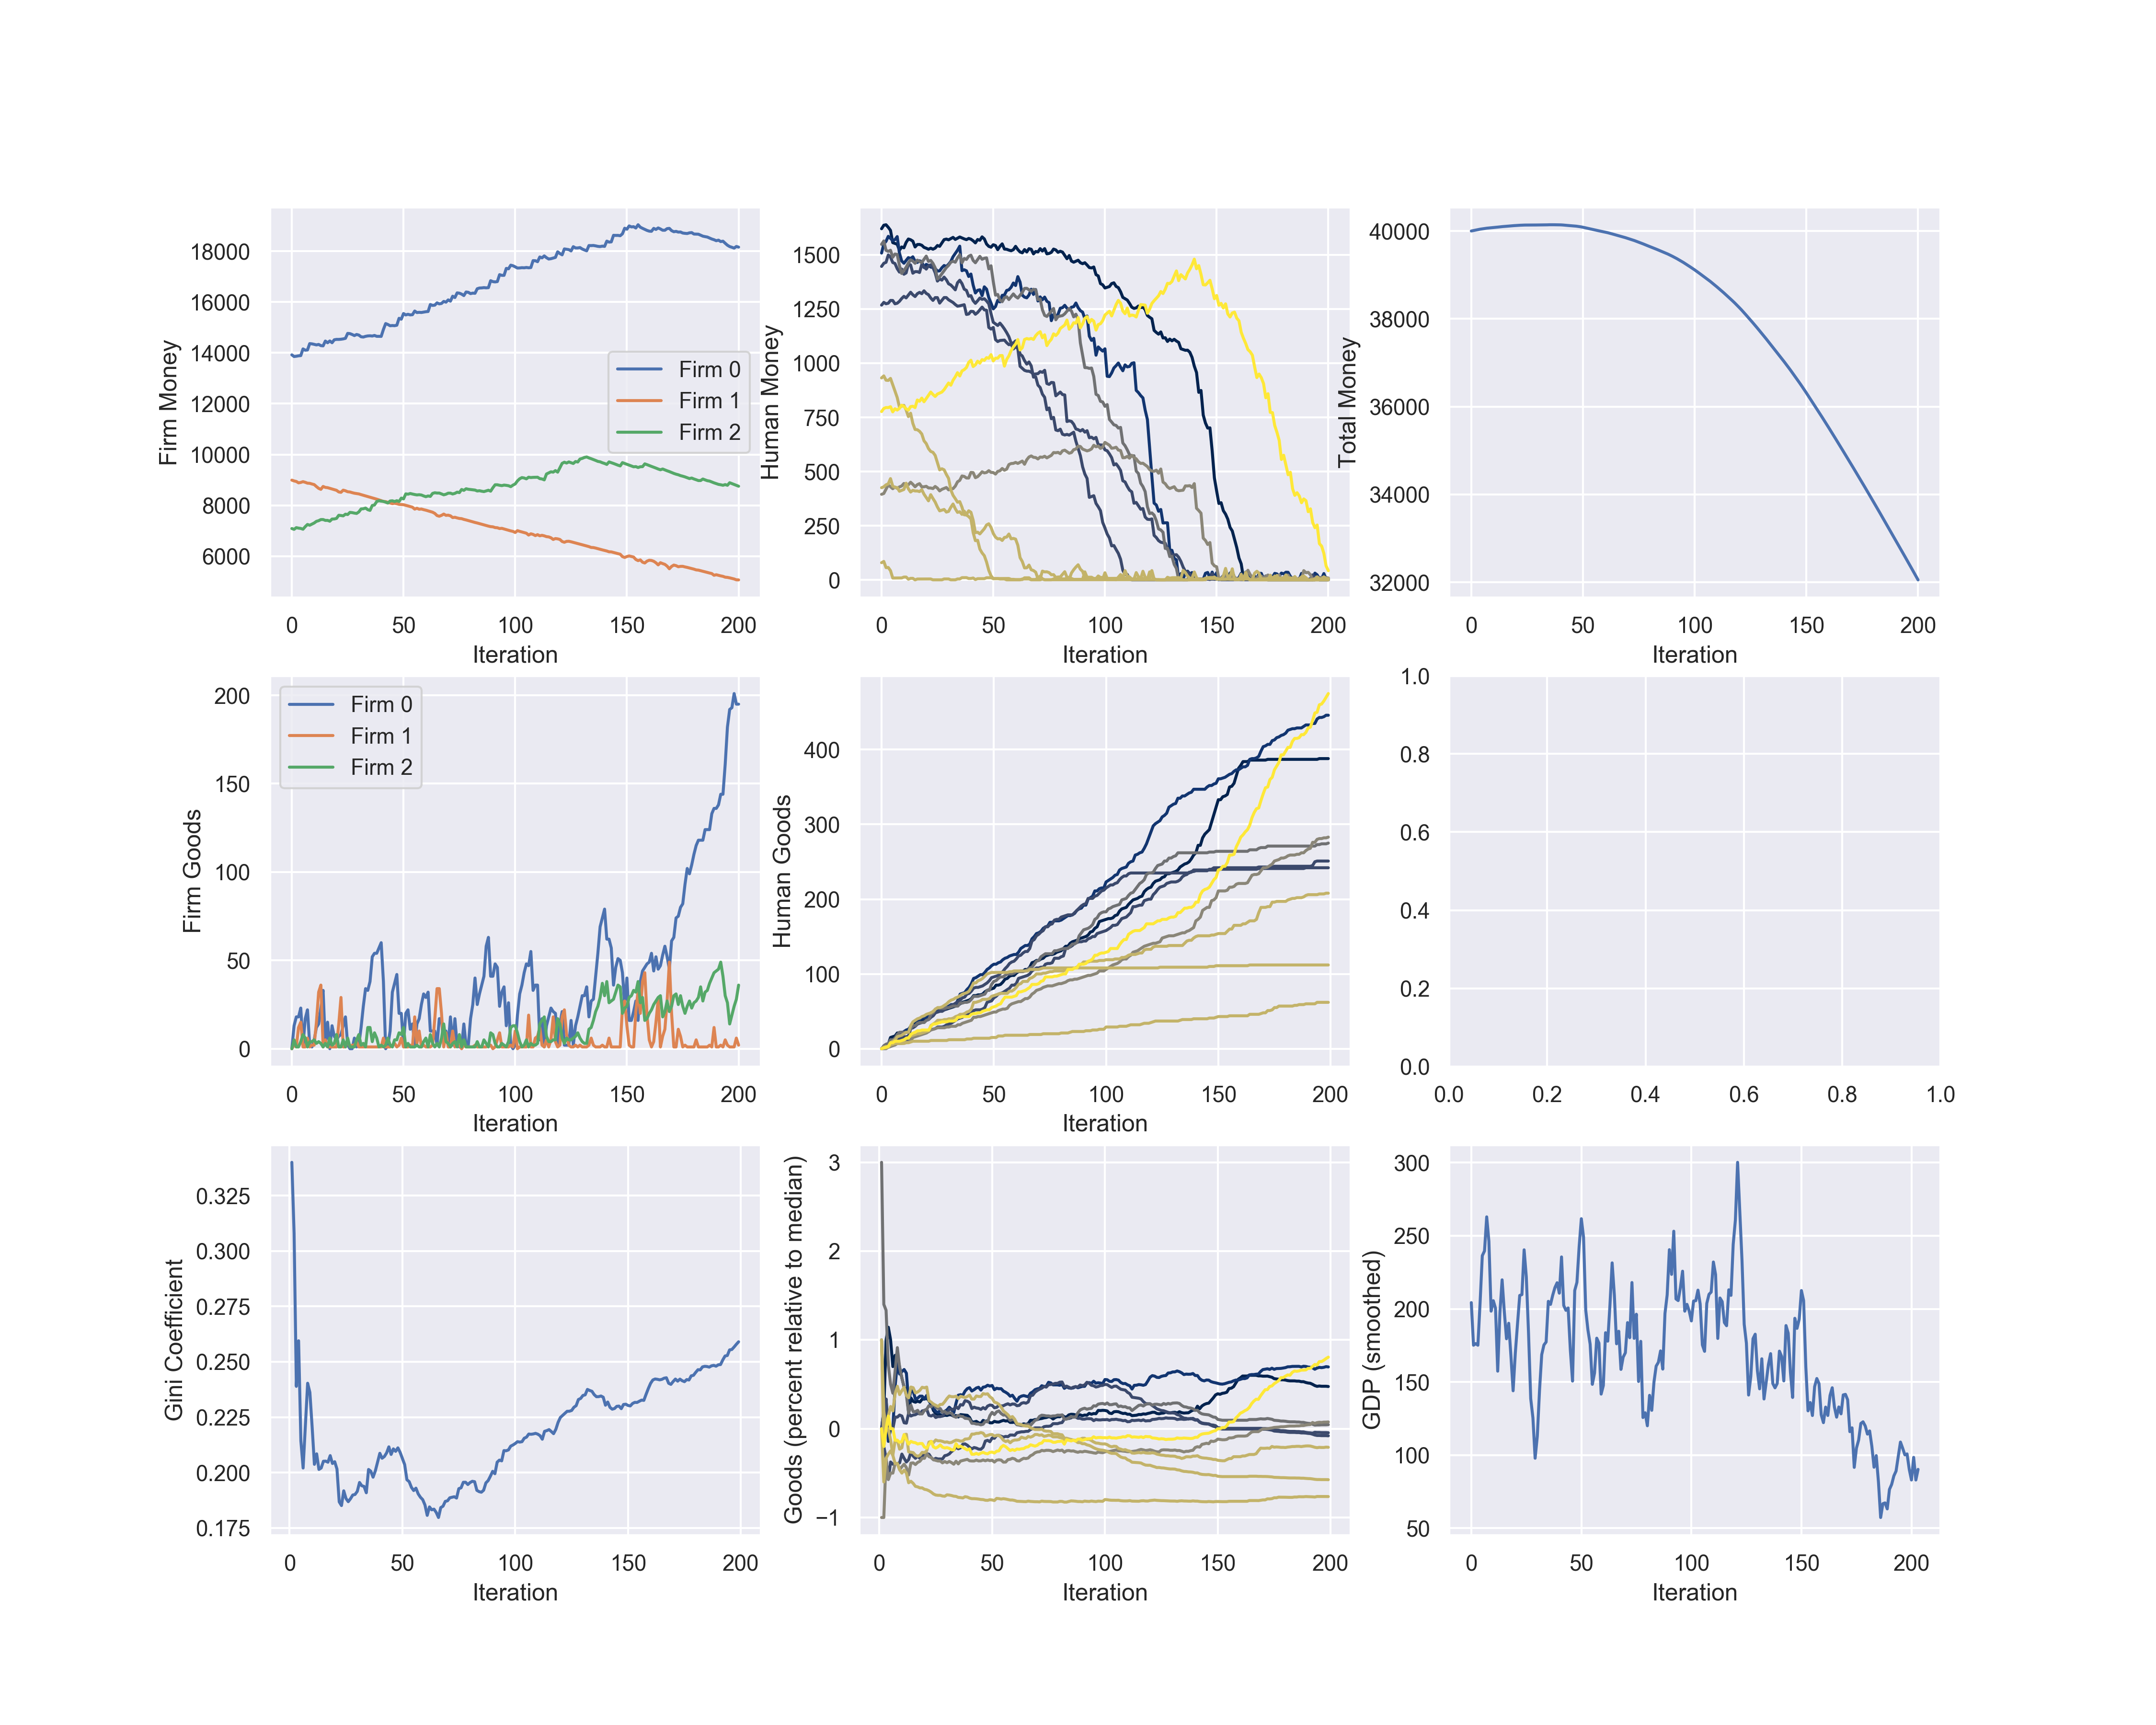 Firm Money
18000
16000
14000
12000
10000
8000
6000
Firm 0
Firm 1
Firm 2
0 50 100 150 200
Iteration
Human Money
1500
1250
1000
750
500
250
0
0 50 100 150 200
Iteration
Total Money
40000
38000
36000
34000
32000
0 50 100 150 200
Iteration
Firm Goods
200
150
100
50
0
Firm 0
Firm 1
Firm 2
0 50 100 150 200
Iteration
Human Goods
400
300
200
100
0
0 50 100 150 200
Iteration
1.0
0.8
0.6
0.4
0.2
0.0
0.0 0.2 0.4 0.6 0.8 1.0
Gini Coefficient
0.325
0.300
0.275
0.250
0.225
0.200
0.175
0 50 100 150 200
Iteration
Goods (percent relative to median)
3
2
1
0
−1
0 50 100 150 200
Iteration
GDP (smoothed)
300
250
200
150
100
50
0 50 100 150 200
Iteration